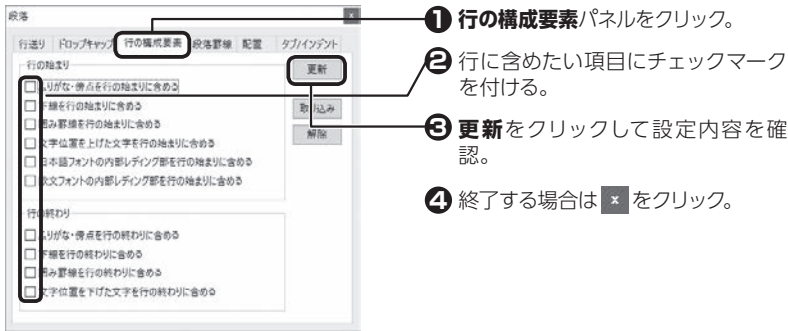 段落
行送り ドロップキャップ 行の構成要素 段落罫線 配置 タブ/インデント
行の始まり
ふりがな・傍点を行の始まりに含める
下線を行の始まりに含める
囲み罫線を行の始まりに含める
文字位置を上げた文字を行の始まりに含める
日本語フォントの内部レディング部を行の始まりに含める
欧文フォントの内部レディング部を行の始まりに含める
行の終わり
ふりがな・傍点を行の終わりに含める
下線を行の終わりに含める
囲み罫線を行の終わりに含める
文字位置を下げた文字を行の終わりに含める
更新
取り込み
解除
❶ 行の構成要素パネルをクリック。
❷ 行に含めたい項目にチェックマーク
を付ける。
❸ 更新をクリックして設定内容を確
認。
❹ 終了する場合は x をクリック。